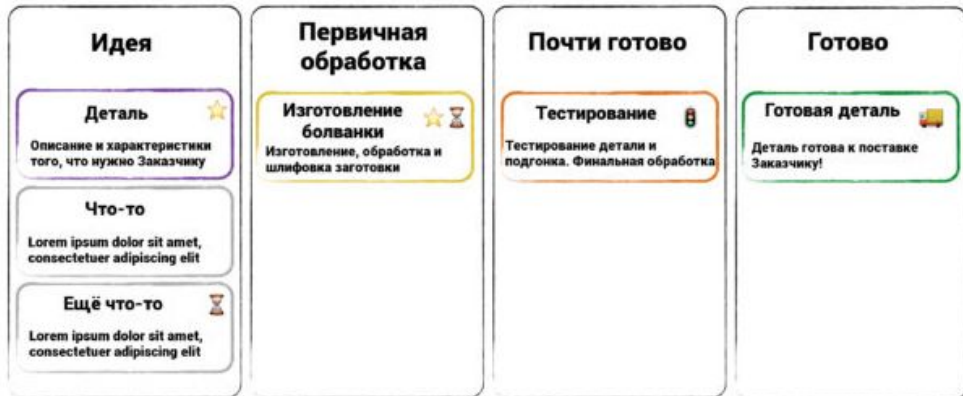 Идея
Деталь
Описание и характеристики
того, что нужно Заказчику
Что-то
Lorem ipsum dolor sit amet,
consectetuer adipiscing elit
Ещё что-то
Lorem ipsum dolor sit amet,
consectetuer adipiscing elit
Первичная
обработка
Изготовление
болванки
Изготовление, обработка и
шлифовка заготовки
Почти готово
Тестирование
Тестирование детали и
подгонка. Финальная обработка
Готово
Готовая деталь
Деталь готова к поставке
Заказчику!